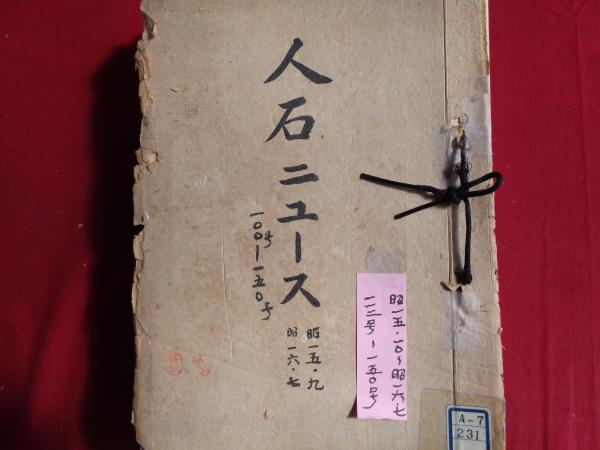 人石ニュース
一〇〇号ー一五〇号
昭一五・九
昭一六・七
昭一五・一〇〜昭一六七
一一二号ー一五〇号
A-7
231